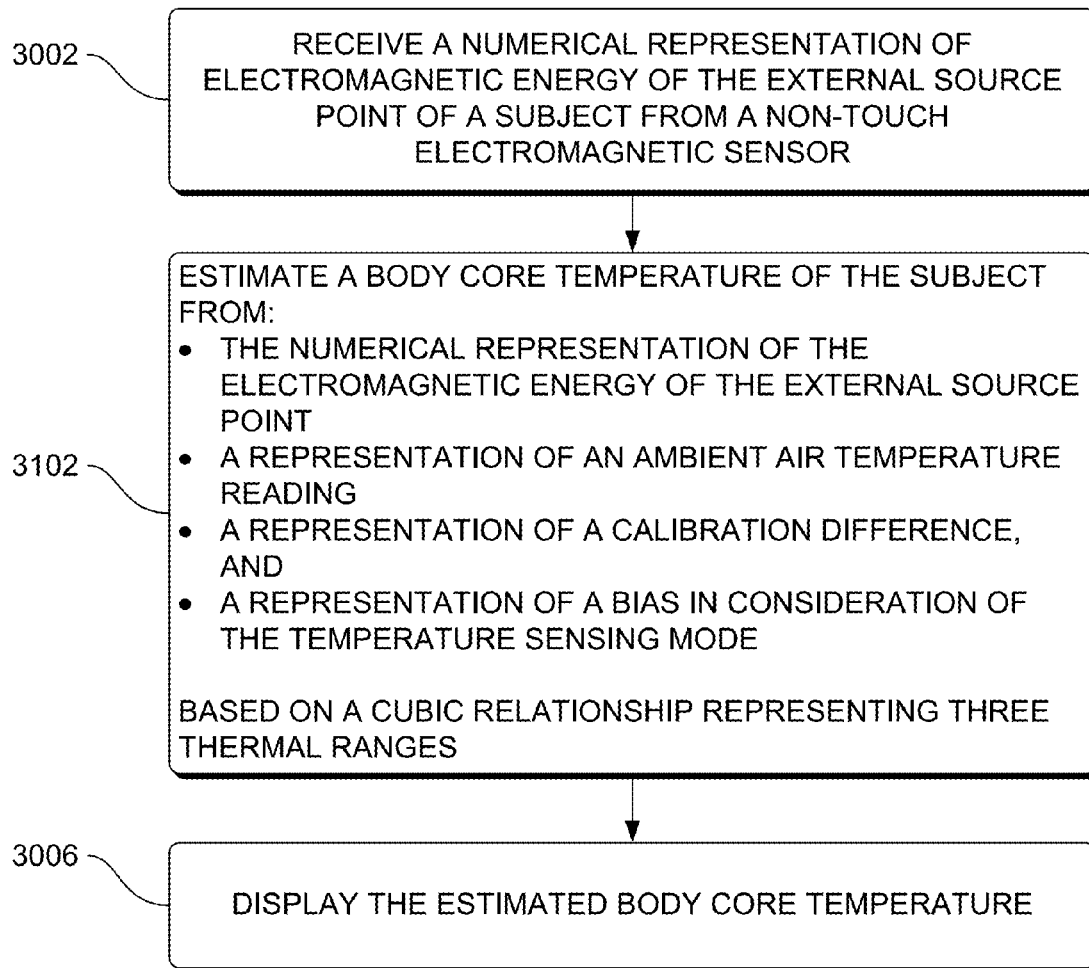 3002
RECEIVE A NUMERICAL REPRESENTATION OF
ELECTROMAGNETIC ENERGY OF THE EXTERNAL SOURCE
POINT OF A SUBJECT FROM A NON-TOUCH
ELECTROMAGNETIC SENSOR
3102
ESTIMATE A BODY CORE TEMPERATURE OF THE SUBJECT
FROM:
• THE NUMERICAL REPRESENTATION OF THE
ELECTROMAGNETIC ENERGY OF THE EXTERNAL SOURCE
POINT
• A REPRESENTATION OF AN AMBIENT AIR TEMPERATURE
READING
• A REPRESENTATION OF A CALIBRATION DIFFERENCE,
AND
• A REPRESENTATION OF A BIAS IN CONSIDERATION OF
THE TEMPERATURE SENSING MODE
BASED ON A CUBIC RELATIONSHIP REPRESENTING THREE
THERMAL RANGES
3006
DISPLAY THE ESTIMATED BODY CORE TEMPERATURE